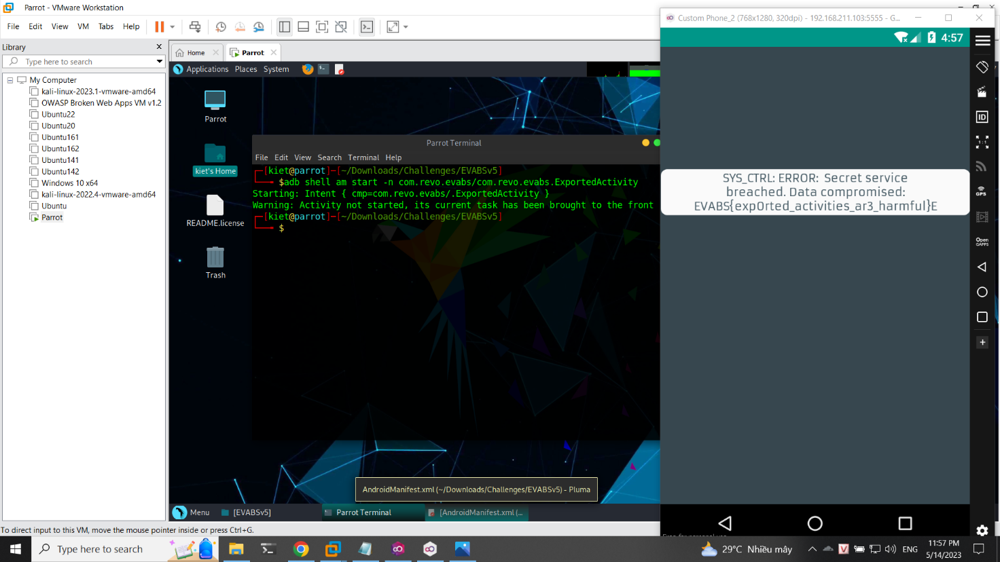 Parrot - VMware Workstation
File Edit View VM Tabs Help
Library
Type here to search
My Computer
kali-linux-2023.1-vmware-amd64
OWASP Broken Web Apps VM v1.2
Ubuntu22
Ubuntu20
Ubuntu161
Ubuntu162
Ubuntu141
Ubuntu142
Windows 10 x64
kali-linux-2022.4-vmware-amd64
Ubuntu
Parrot
Home
Parrot
Applications Places System
Parrot
kiet's Home
README.license
Trash
Parrot Terminal
File Edit View Search Terminal Help
[kiet@parrot]-[~/Downloads/Challenges/EVABSv5]
$adb shell am start -n com.revo.evabs/com.revo.evabs.ExportedActivity
Starting: Intent { cmp=com.revo.evabs/.ExportedActivity }
Warning: Activity not started, its current task has been brought to the front
[kiet@parrot]-[~/Downloads/Challenges/EVABSv5]
$
AndroidManifest.xml (~/Downloads/Challenges/EVABSv5) - Pluma
Menu
[EVABSv5]
Parrot Terminal
[AndroidManifest.xml (~...
Custom Phone_2 (768x1280, 320dpi) - 192.168.211.103:5555 - G...
4:57
SYS_CTRL: ERROR: Secret service
breached. Data compromised:
EVABS{exp0rted_activities_ar3_harmful}E
ID
1:1
GPS
Open
GAPPS
To direct input to this VM, move the mouse pointer inside or press Ctrl+G.
Type here to search
29°C Nhiều mây
ENG
11:57 PM
5/14/2023